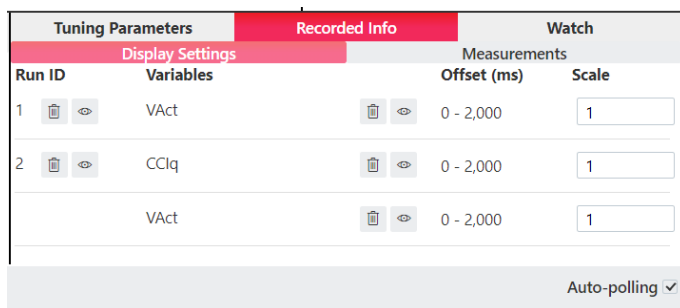 Tuning Parameters Recorded Info Watch
Display Settings Measurements
Run ID Variables Offset (ms) Scale
1 VAct 0 - 2,000 1
2 CCIq 0 - 2,000 1
VAct 0 - 2,000 1
Auto-polling